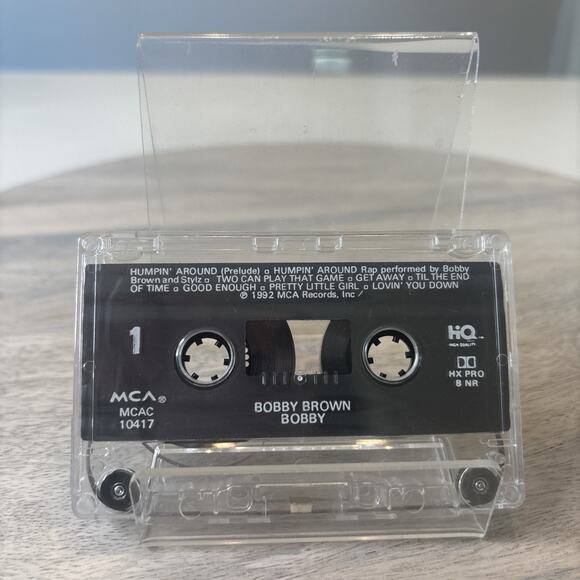 HUMPIN' AROUND (Prelude) ▫ HUMPIN' AROUND Rap performed by Bobby
Brown and Stylz ▫ TWO CAN PLAY THAT GAME ▫ GET AWAY ▫ TIL THE END
OF TIME ▫ GOOD ENOUGH ▫ PRETTY LITTLE GIRL ▫ LOVIN' YOU DOWN
℗ 1992 MCA Records, Inc /
1
HQ
HIGH QUALITY
HX PRO
B NR
MCA®
MCAC
10417
BOBBY BROWN
BOBBY